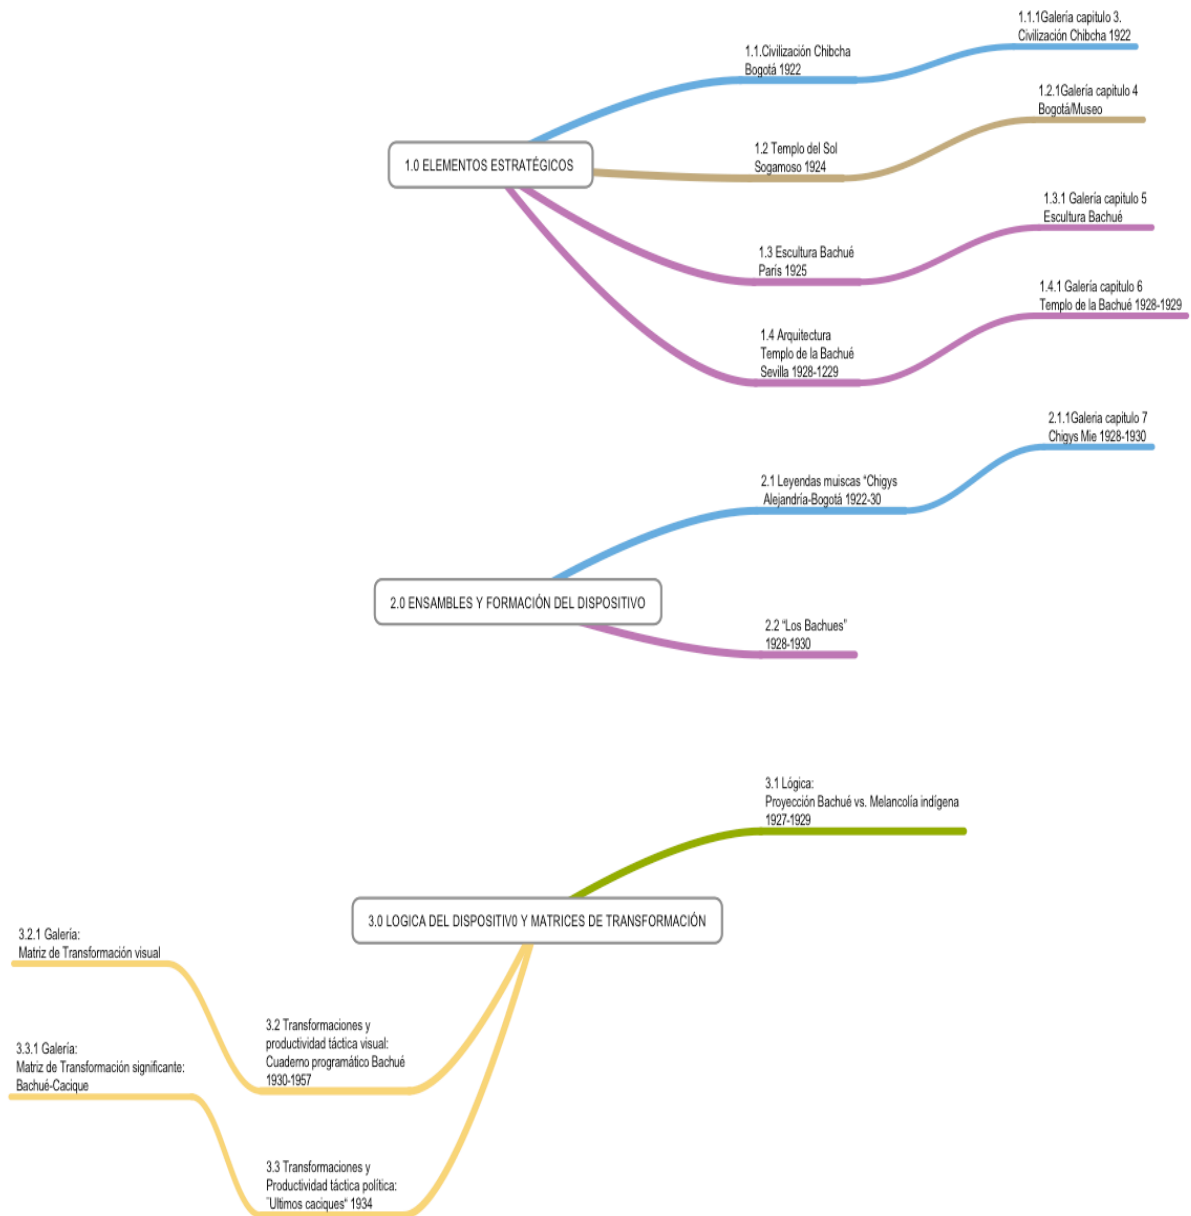 1.1.1Galería capitulo 3.
Civilización Chibcha 1922
1.1.Civilización Chibcha
Bogotá 1922
1.2.1Galería capitulo 4
Bogotá/Museo
1.0 ELEMENTOS ESTRATÉGICOS
1.2 Templo del Sol
Sogamoso 1924
1.3.1 Galería capitulo 5
Escultura Bachué
1.3 Escultura Bachué
París 1925
1.4.1 Galería capitulo 6
Templo de la Bachué 1928-1929
1.4 Arquitectura
Templo de la Bachué
Sevilla 1928-1229
2.1.1Galeria capitulo 7
Chigys Mie 1928-1930
2.1 Leyendas muiscas “Chigys
Alejandría-Bogotá 1922-30
2.0 ENSAMBLES Y FORMACIÓN DEL DISPOSITIVO
2.2 “Los Bachues”
1928-1930
3.1 Lógica:
Proyección Bachué vs. Melancolía indígena
1927-1929
3.0 LOGICA DEL DISPOSITIV0 Y MATRICES DE TRANSFORMACIÓN
3.2.1 Galería:
Matriz de Transformación visual
3.2 Transformaciones y
productividad táctica visual:
Cuaderno programático Bachué
1930-1957
3.3.1 Galería:
Matriz de Transformación significante:
Bachué-Cacique
3.3 Transformaciones y
Productividad táctica política:
¨Ultimos caciques“ 1934